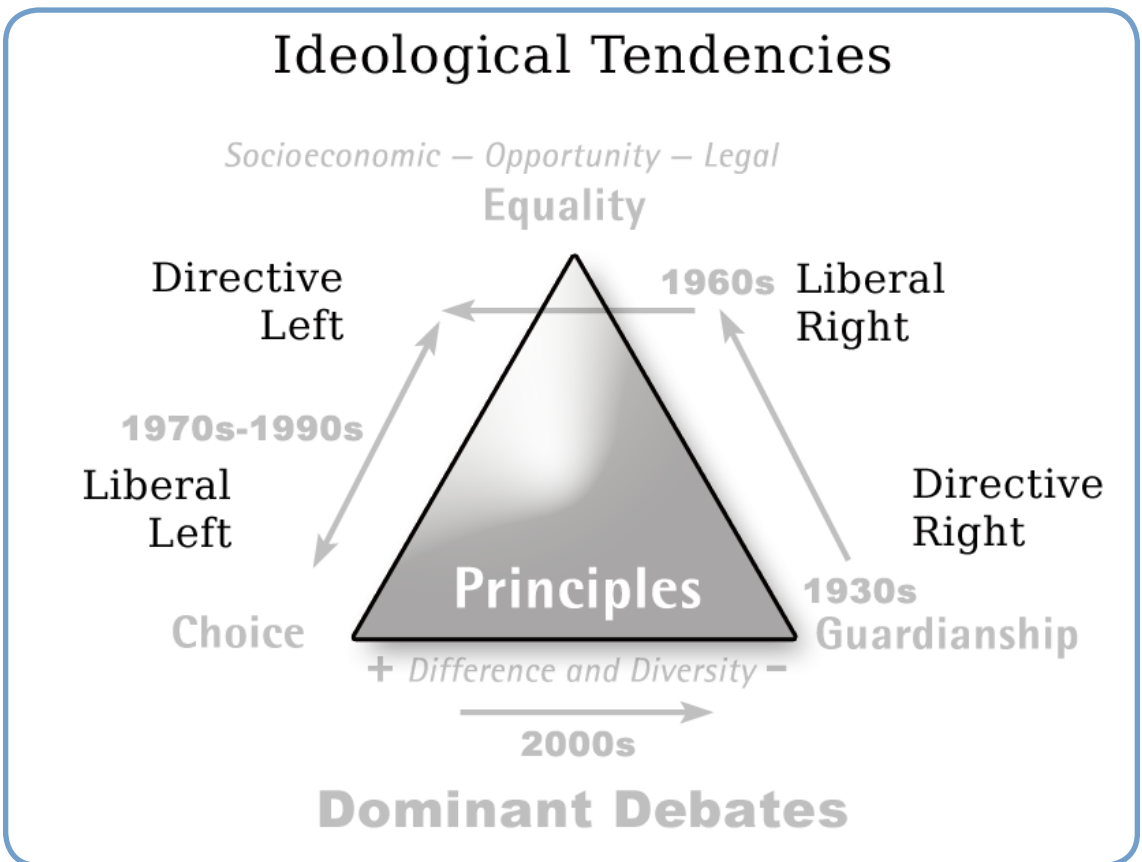 Ideological Tendencies
Socioeconomic – Opportunity – Legal
Equality
Directive
Left
1960s
Liberal
Right
1970s-1990s
Liberal
Left
Directive
Right
Principles
1930s
Choice
Guardianship
+ Difference and Diversity –
2000s
Dominant Debates